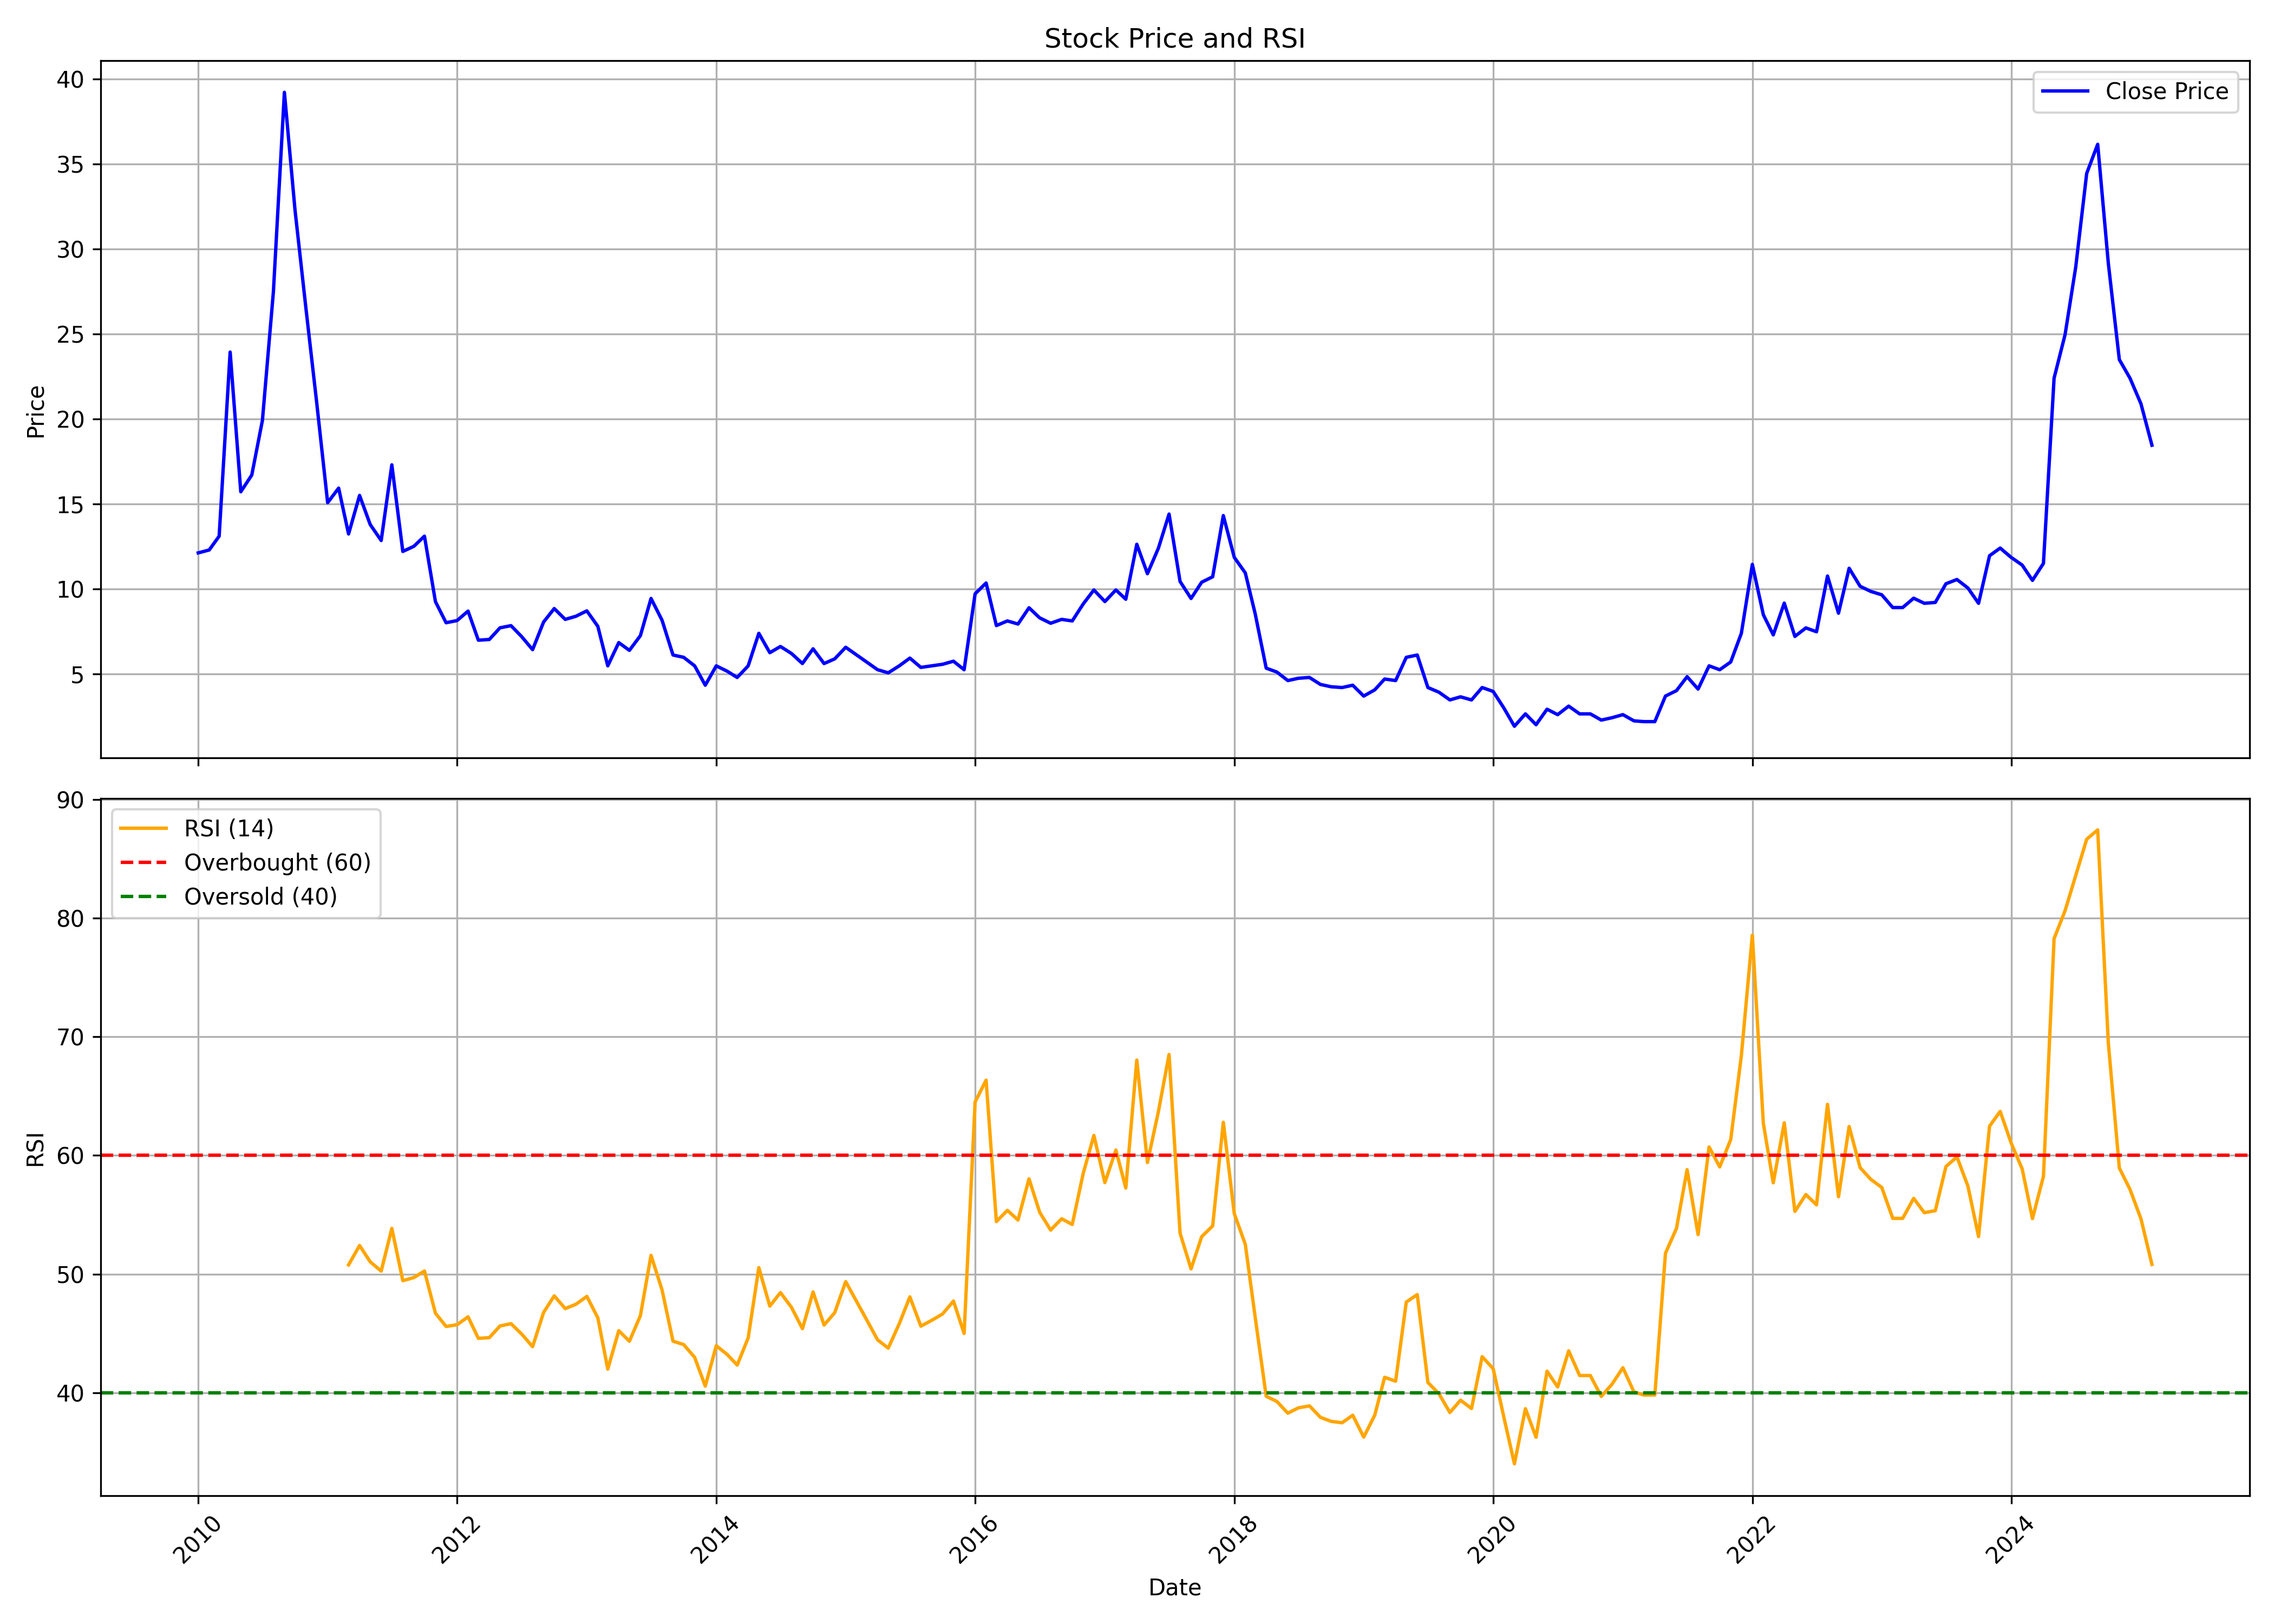 Stock Price and RSI
Close Price
Price
40
35
30
25
20
15
10
5
RSI (14)
Overbought (60)
Oversold (40)
RSI
90
80
70
60
50
40
2010
2012
2014
2016
2018
2020
2022
2024
Date